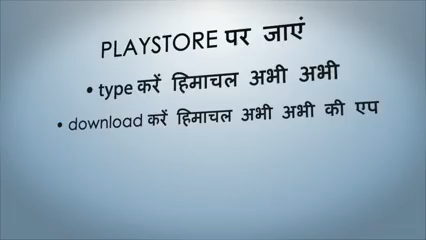 PLAYSTORE पर जाएं
• type करें हिमाचल अभी अभी
• download करें हिमाचल अभी अभी की एप